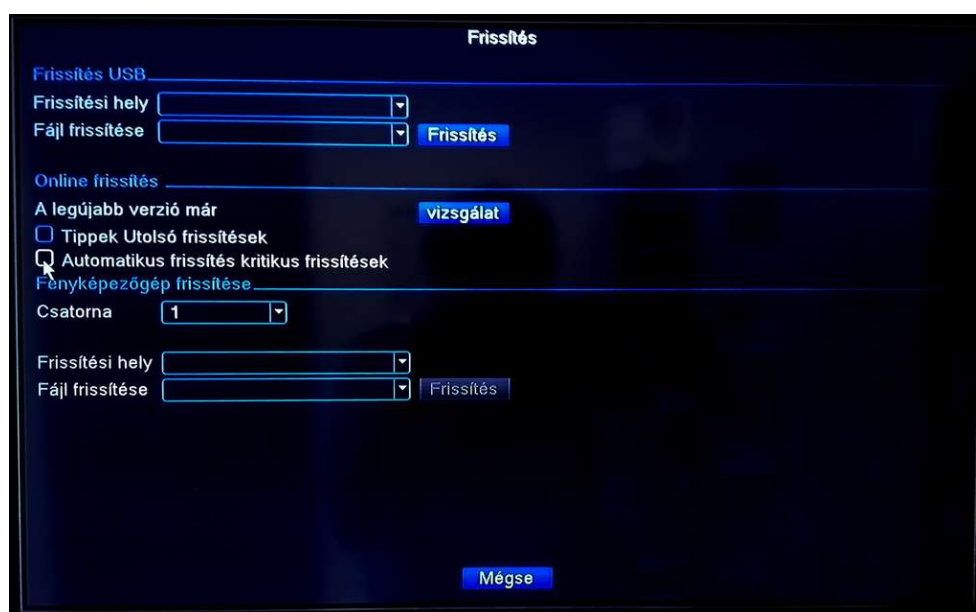 Frissítés
Frissítés USB
Frissítési hely
Fájl frissítése Frissítés
Online frissítés
A legújabb verzió már vizsgálat
Tippek Utolsó frissítések
Automatikus frissítés kritikus frissítések
Fényképezőgép frissítése
Csatorna 1
Frissítési hely
Fájl frissítése Frissítés
Mégse